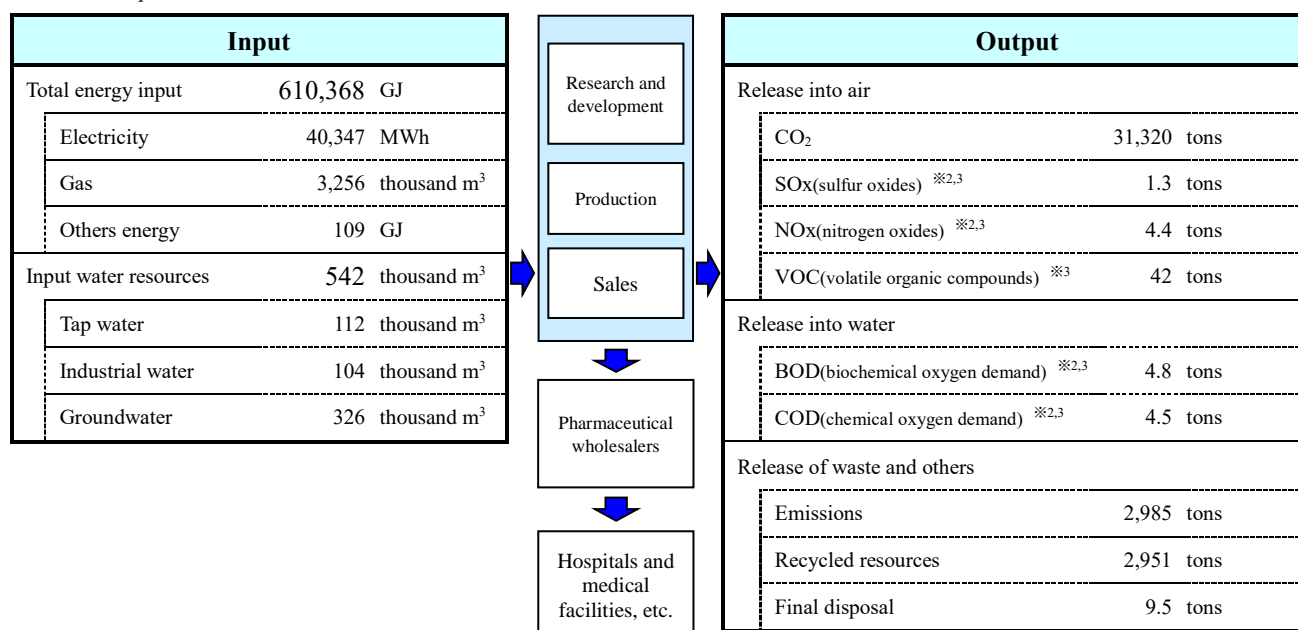 Input
Total energy input 610,368 GJ
Electricity 40,347 MWh
Gas 3,256 thousand m³
Others energy 109 GJ
Input water resources 542 thousand m³
Tap water 112 thousand m³
Industrial water 104 thousand m³
Groundwater 326 thousand m³
Research and
development
Production
Sales
Pharmaceutical
wholesalers
Hospitals and
medical
facilities, etc.
Output
Release into air
CO₂ 31,320 tons
SOx(sulfur oxides) ※2,3 1.3 tons
NOx(nitrogen oxides) ※2,3 4.4 tons
VOC(volatile organic compounds) ※3 42 tons
Release into water
BOD(biochemical oxygen demand) ※2,3 4.8 tons
COD(chemical oxygen demand) ※2,3 4.5 tons
Release of waste and others
Emissions 2,985 tons
Recycled resources 2,951 tons
Final disposal 9.5 tons